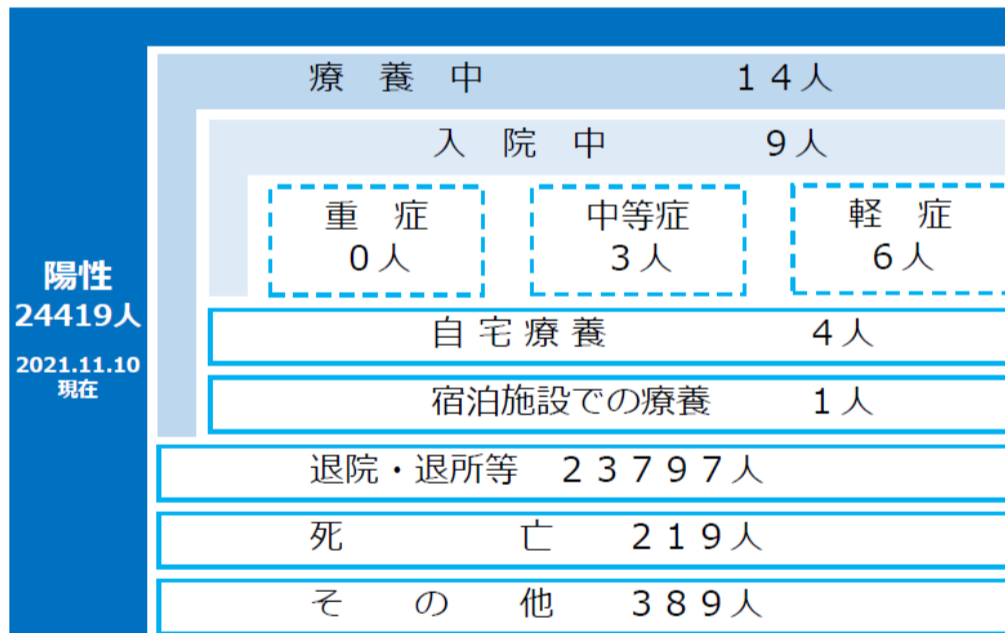 陽性
24419人
2021.11.10
現在
療養中 14人
入院中 9人
重症
0人
中等症
3人
軽症
6人
自宅療養 4人
宿泊施設での療養 1人
退院・退所等 23797人
死亡 219人
その他 389人